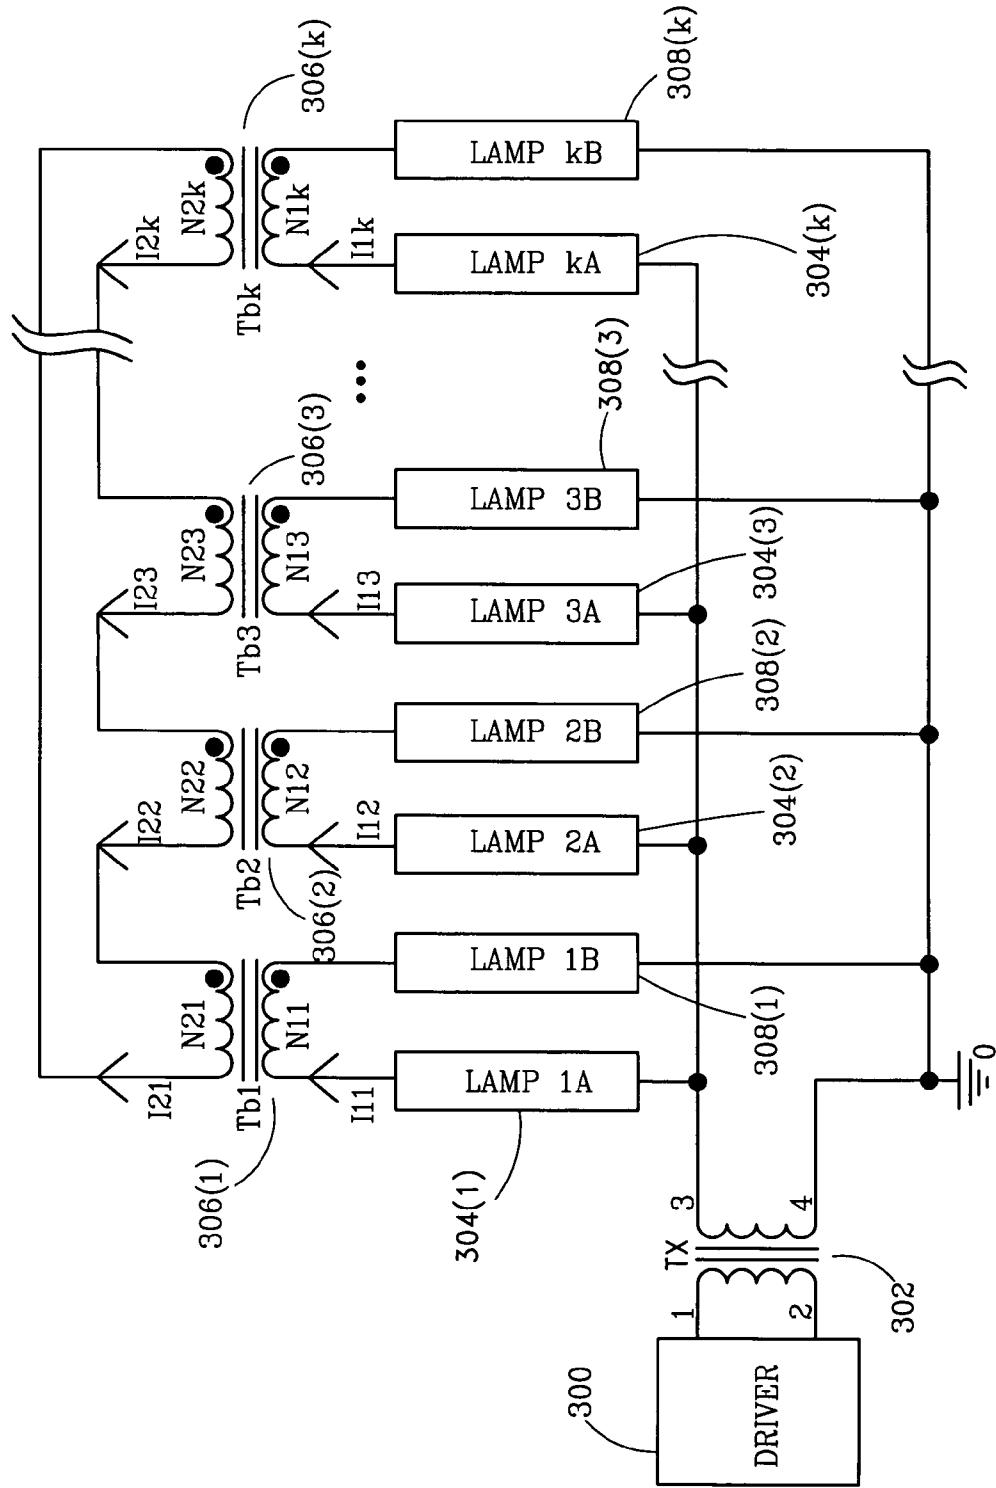 306(k)
308(k)
I2k
N2k
N1k
Tbk
I1k
LAMP kB
LAMP kA
304(k)
...
308(3)
306(3)
I23
N23
N13
Tb3
I13
LAMP 3B
LAMP 3A
304(3)
308(2)
I22
N22
N12
Tb2
306(2)
I12
LAMP 2B
LAMP 2A
304(2)
I21
N21
N11
Tb1
306(1)
I11
LAMP 1B
LAMP 1A
308(1)
304(1)
TX
1
2
3
4
302
300
DRIVER
0